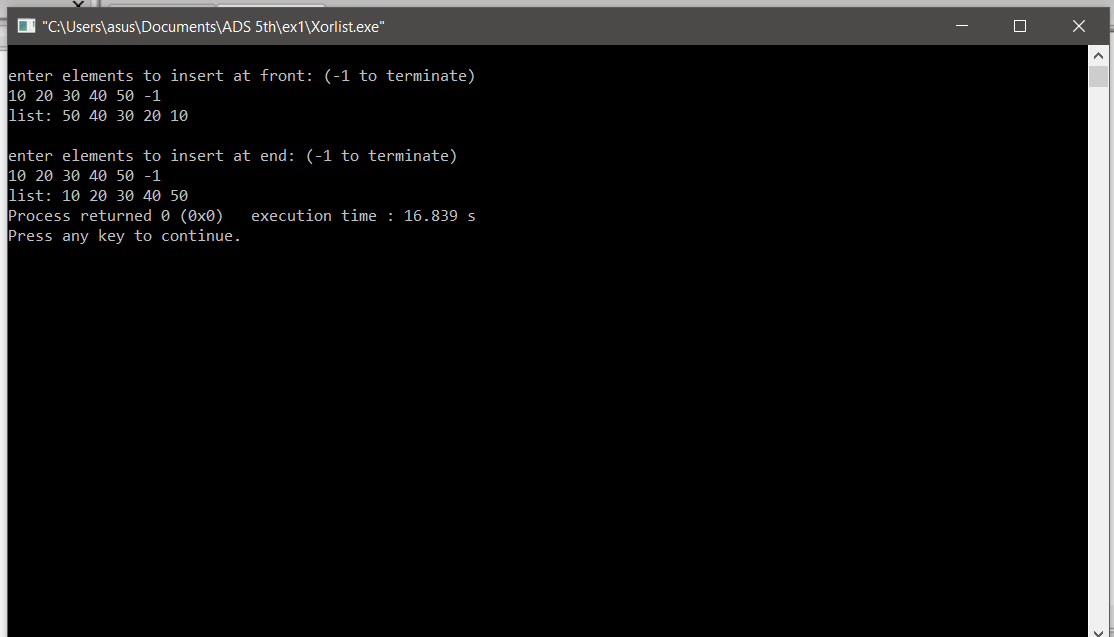 "C:\Users\asus\Documents\ADS 5th\ex1\Xorlist.exe"
enter elements to insert at front: (-1 to terminate)
10 20 30 40 50 -1
list: 50 40 30 20 10
enter elements to insert at end: (-1 to terminate)
10 20 30 40 50 -1
list: 10 20 30 40 50
Process returned 0 (0x0)   execution time : 16.839 s
Press any key to continue.